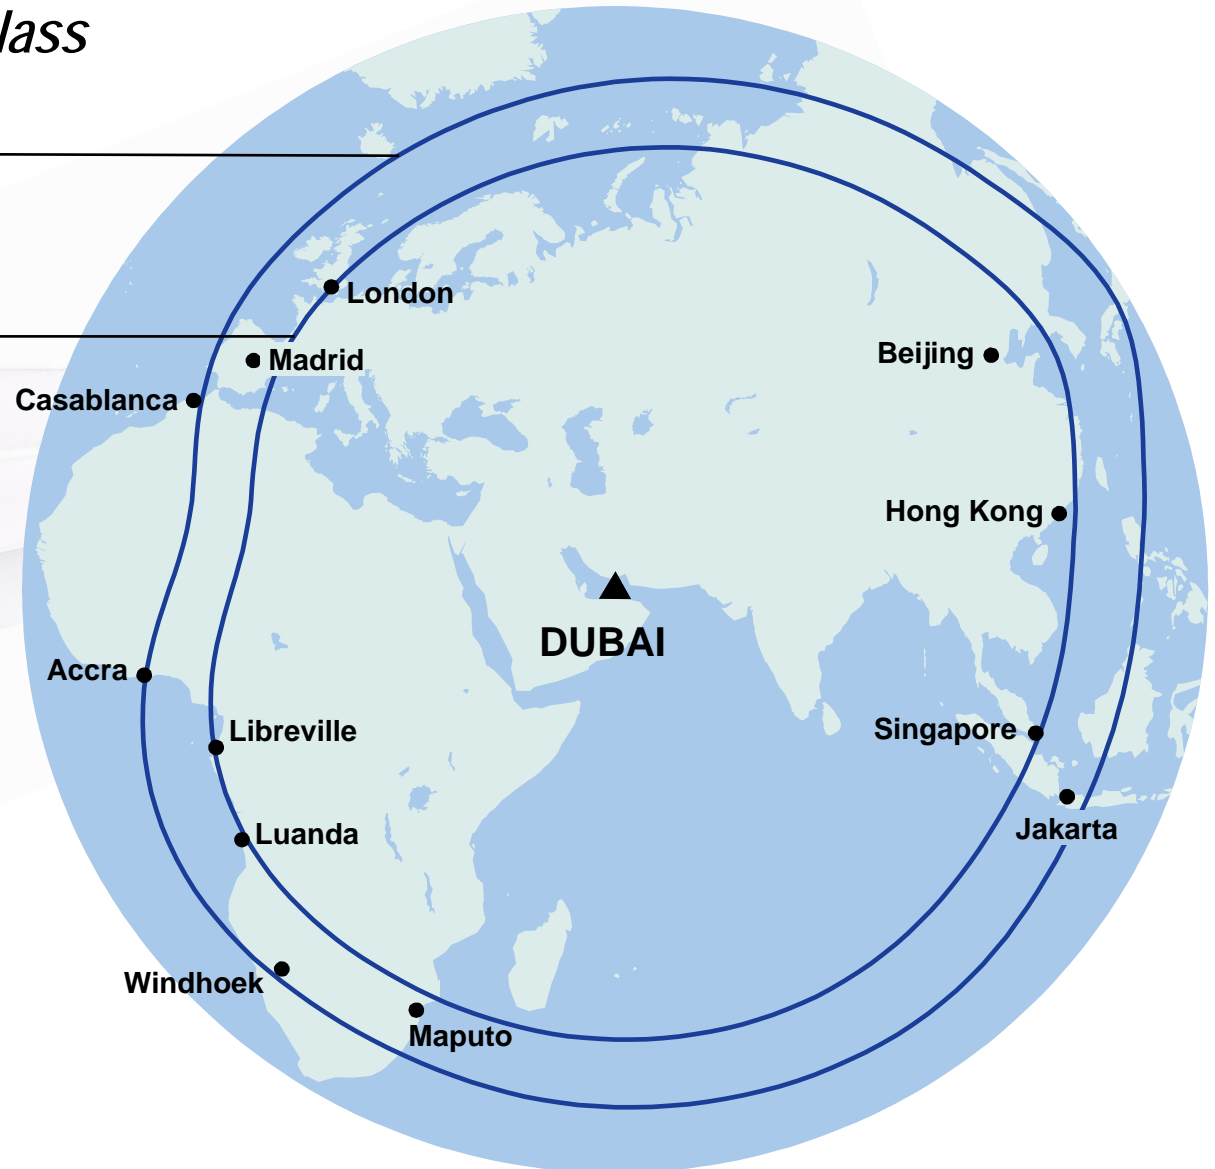 lass
London
Madrid
Beijing
Casablanca
Hong Kong
DUBAI
Accra
Libreville
Singapore
Luanda
Jakarta
Windhoek
Maputo